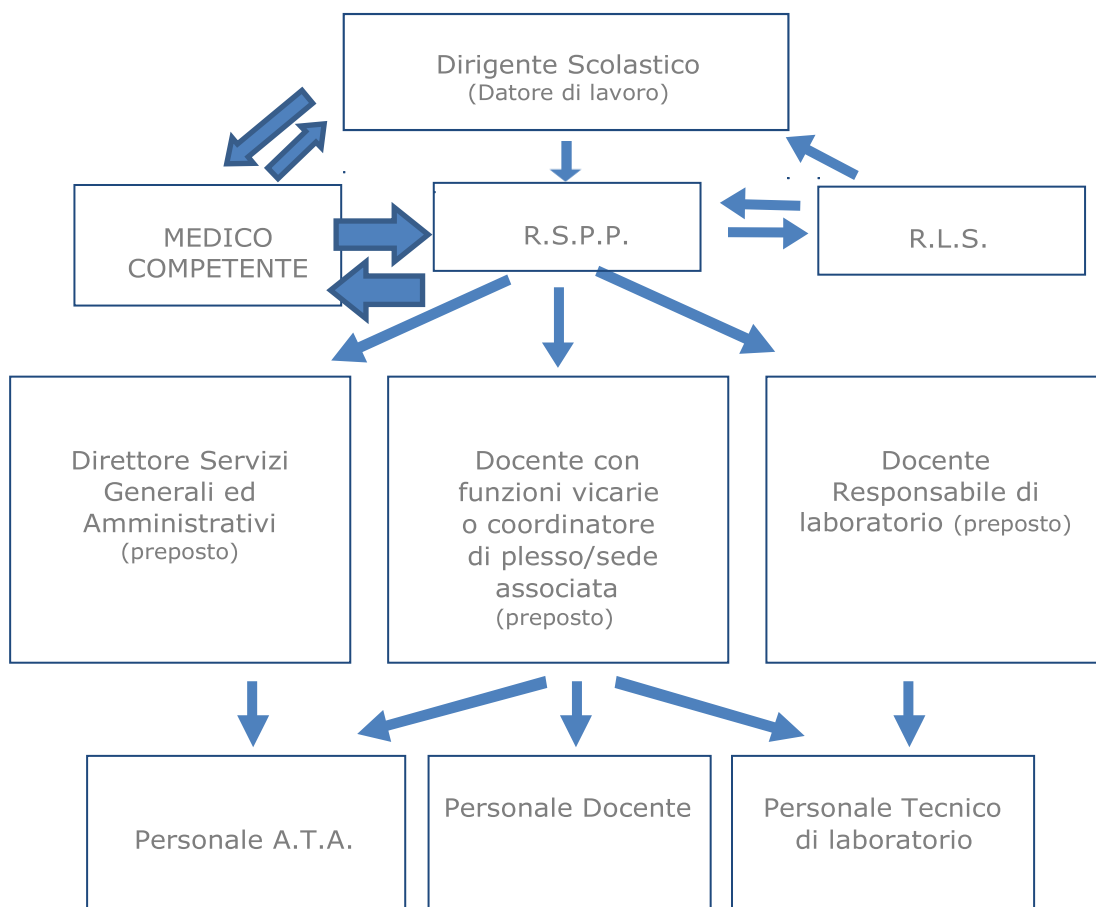 Dirigente Scolastico
(Datore di lavoro)
MEDICO
COMPETENTE
R.S.P.P.
R.L.S.
Direttore Servizi
Generali ed
Amministrativi
(preposto)
Docente con
funzioni vicarie
o coordinatore
di plesso/sede
associata
(preposto)
Docente
Responsabile di
laboratorio (preposto)
Personale A.T.A.
Personale Docente
Personale Tecnico
di laboratorio